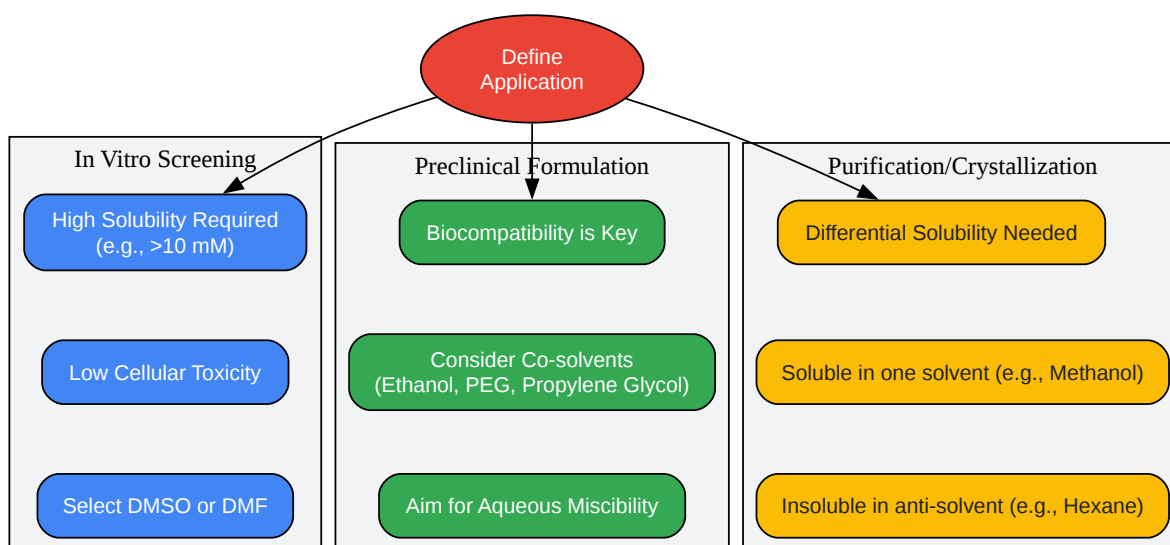 Define
Application
In Vitro Screening
High Solubility Required
(e.g., >10 mM)
Low Cellular Toxicity
Select DMSO or DMF
Preclinical Formulation
Biocompatibility is Key
Consider Co-solvents
(Ethanol, PEG, Propylene Glycol)
Aim for Aqueous Miscibility
Purification/Crystallization
Differential Solubility Needed
Soluble in one solvent (e.g., Methanol)
Insoluble in anti-solvent (e.g., Hexane)